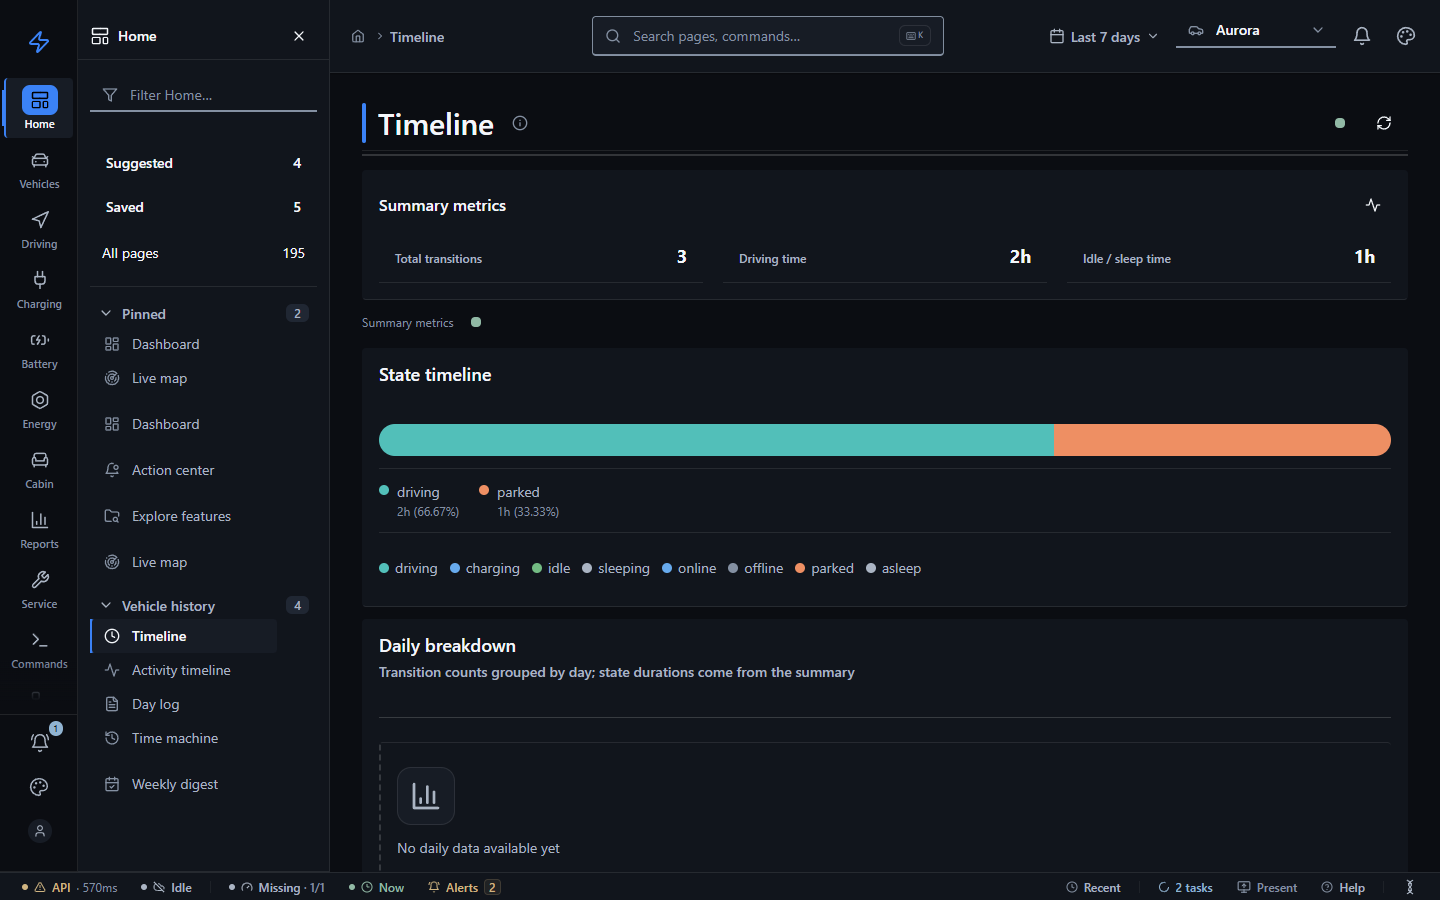 Home
Timeline
Search pages, commands...
K
Last 7 days
Aurora
Home
Vehicles
Driving
Charging
Battery
Energy
Cabin
Reports
Service
Commands
1
Filter Home...
Suggested 4
Saved 5
All pages 195
Pinned 2
Dashboard
Live map
Dashboard
Action center
Explore features
Live map
Vehicle history 4
Timeline
Activity timeline
Day log
Time machine
Weekly digest
Timeline
Summary metrics
Total transitions 3
Driving time 2h
Idle / sleep time 1h
Summary metrics
State timeline
driving
2h (66.67%)
parked
1h (33.33%)
driving charging idle sleeping online offline parked asleep
Daily breakdown
Transition counts grouped by day; state durations come from the summary
No daily data available yet
API · 570ms
Idle
Missing · 1/1
Now
Alerts 2
Recent
2 tasks
Present
Help